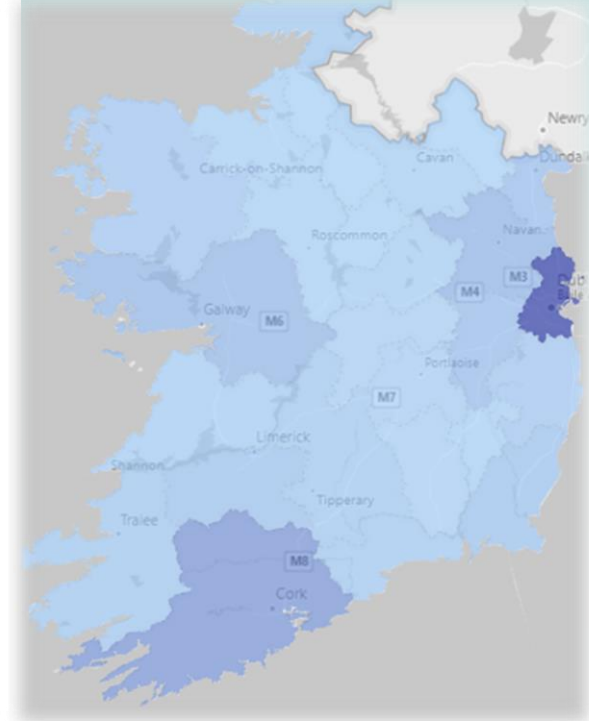 Newry
Cavan
Carrick-on-Shannon
Roscommon
Navan
M3
M4
Galway
M6
Portlaoise
M7
Limerick
Shannon
Tipperary
Tralee
M8
Cork